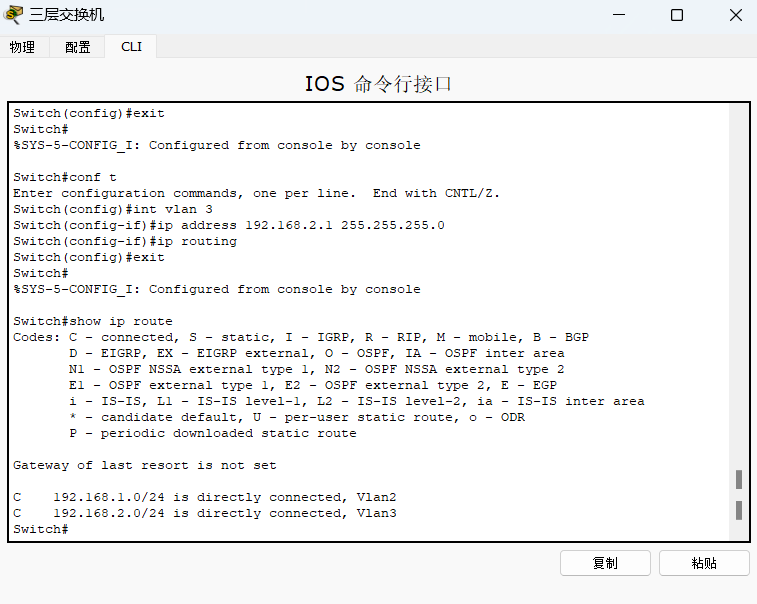 三层交换机
物理 配置 CLI
IOS 命令行接口
Switch(config)#exit
Switch#
%SYS-5-CONFIG_I: Configured from console by console
Switch#conf t
Enter configuration commands, one per line.  End with CNTL/Z.
Switch(config)#int vlan 3
Switch(config-if)#ip address 192.168.2.1 255.255.255.0
Switch(config-if)#ip routing
Switch(config)#exit
Switch#
%SYS-5-CONFIG_I: Configured from console by console
Switch#show ip route
Codes: C - connected, S - static, I - IGRP, R - RIP, M - mobile, B - BGP
       D - EIGRP, EX - EIGRP external, O - OSPF, IA - OSPF inter area
       N1 - OSPF NSSA external type 1, N2 - OSPF NSSA external type 2
       E1 - OSPF external type 1, E2 - OSPF external type 2, E - EGP
       i - IS-IS, L1 - IS-IS level-1, L2 - IS-IS level-2, ia - IS-IS inter area
       * - candidate default, U - per-user static route, o - ODR
       P - periodic downloaded static route
Gateway of last resort is not set
C    192.168.1.0/24 is directly connected, Vlan2
C    192.168.2.0/24 is directly connected, Vlan3
Switch#
复制 粘贴